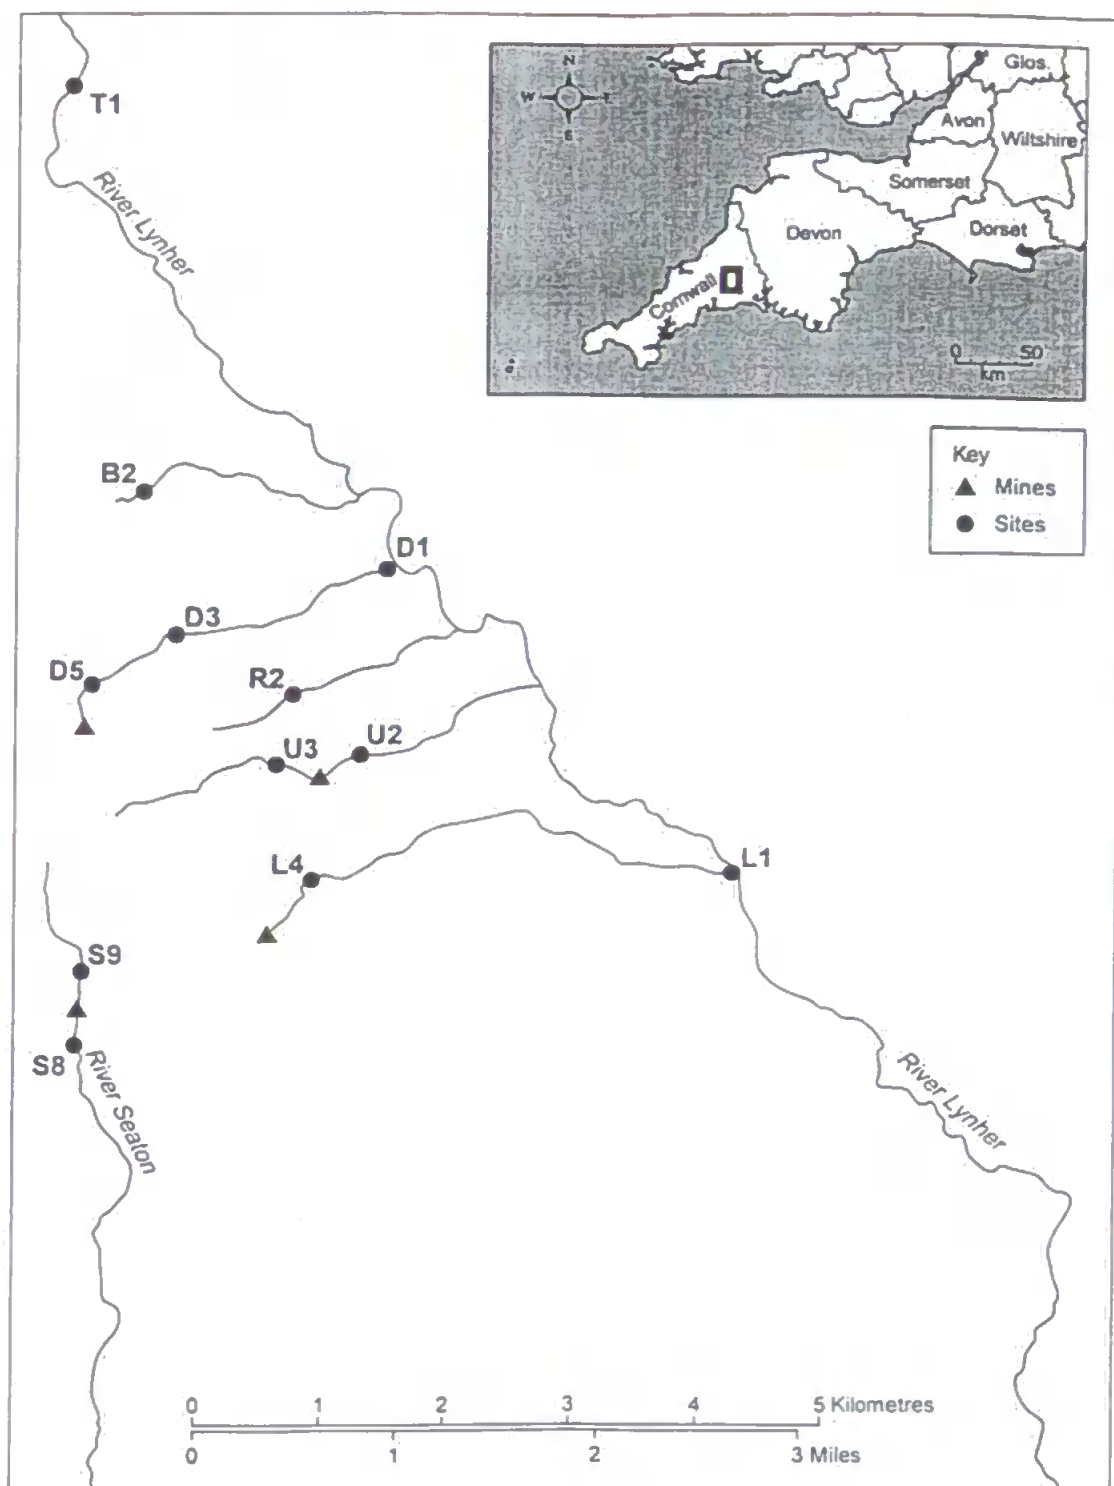 T1
River Lynher
N
W
Glos.
Avon
Wiltshire
Somerset
Devon
Dorset
Cornwall
0 50
km
Key
Mines
Sites
B2
D1
D3
D5
R2
U3
U2
L4
L1
S9
S8
River Seaton
River Lynher
0 1 2 3 4 5 Kilometres
0 1 2 3 Miles